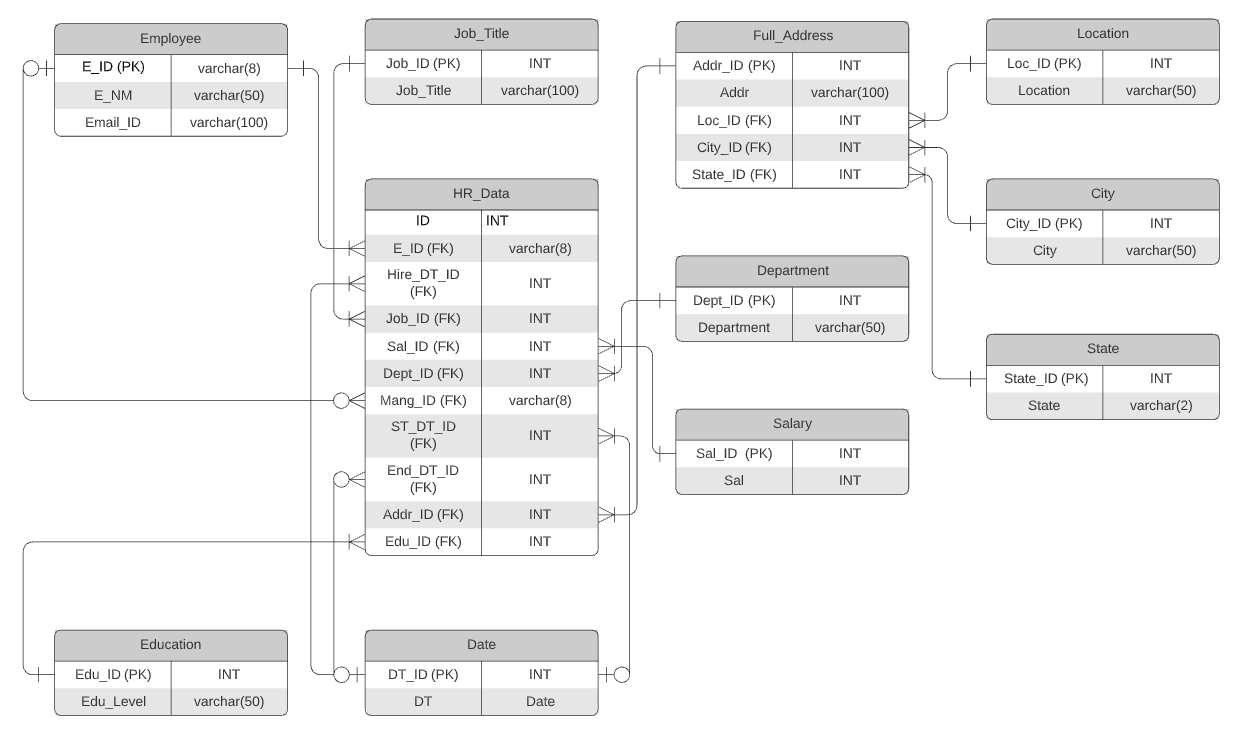 Employee
E_ID (PK) varchar(8)
E_NM varchar(50)
Email_ID varchar(100)
Job_Title
Job_ID (PK) INT
Job_Title varchar(100)
Full_Address
Addr_ID (PK) INT
Addr varchar(100)
Loc_ID (FK) INT
City_ID (FK) INT
State_ID (FK) INT
Location
Loc_ID (PK) INT
Location varchar(50)
HR_Data
ID INT
E_ID (FK) varchar(8)
Hire_DT_ID
(FK) INT
Job_ID (FK) INT
Sal_ID (FK) INT
Dept_ID (FK) INT
Mang_ID (FK) varchar(8)
ST_DT_ID
(FK) INT
End_DT_ID
(FK) INT
Addr_ID (FK) INT
Edu_ID (FK) INT
City
City_ID (PK) INT
City varchar(50)
Department
Dept_ID (PK) INT
Department varchar(50)
State
State_ID (PK) INT
State varchar(2)
Salary
Sal_ID (PK) INT
Sal INT
Education
Edu_ID (PK) INT
Edu_Level varchar(50)
Date
DT_ID (PK) INT
DT Date